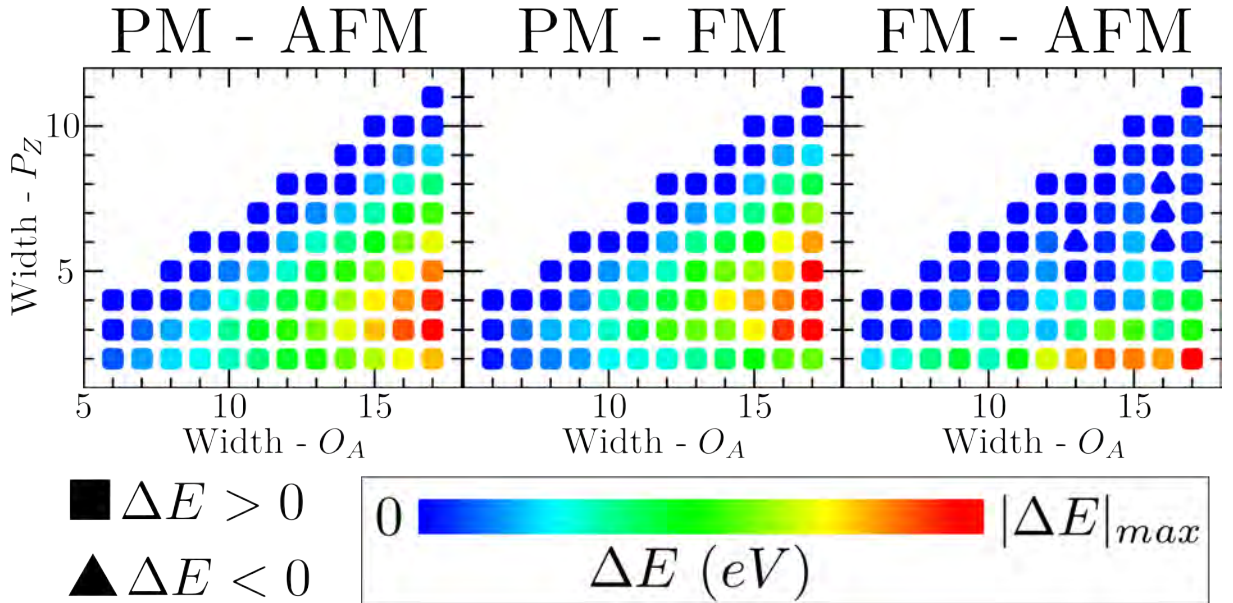 PM - AFM PM - FM FM - AFM
Width - P_Z
10
5
5 10 15 10 15 10 15
Width - O_A Width - O_A Width - O_A
ΔE > 0
ΔE < 0
0 |ΔE|_max
ΔE (eV)